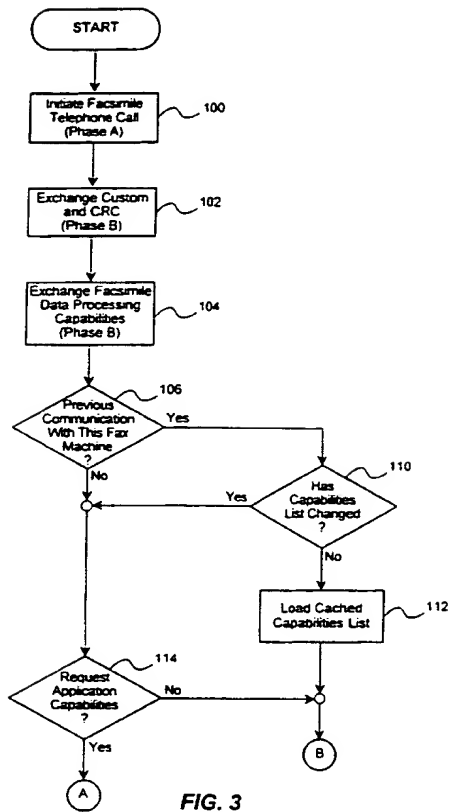 START
Initiate Facsimile
Telephone Call
(Phase A)
100
Exchange Custom
and CRC
(Phase B)
102
Exchange Facsimile
Data Processing
Capabilities
(Phase B)
104
106
Previous
Communication
With This Fax
Machine
?
Yes
No
110
Has
Capabilities
List Changed
?
Yes
No
Load Cached
Capabilities List
112
114
Request
Application
Capabilities
?
No
Yes
B
A
FIG. 3